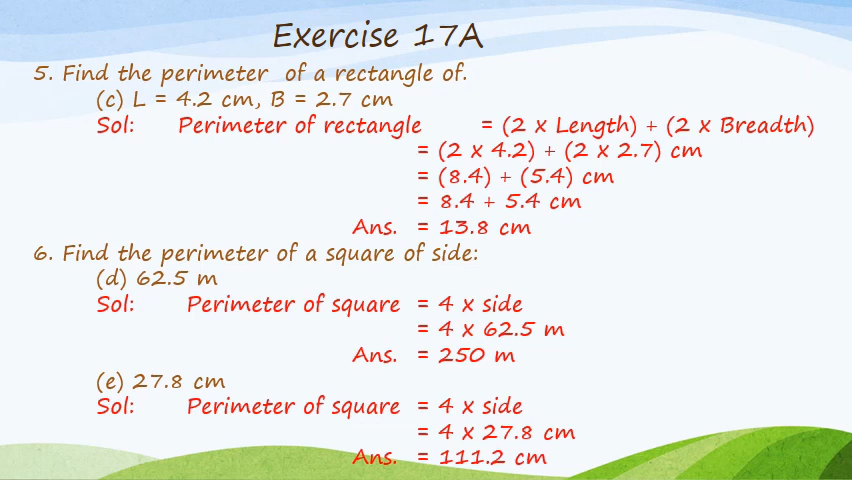 Exercise 17A
5. Find the perimeter of a rectangle of.
(c) L = 4.2 cm, B = 2.7 cm
Sol: Perimeter of rectangle = (2 x Length) + (2 x Breadth)
= (2 x 4.2) + (2 x 2.7) cm
= (8.4) + (5.4) cm
= 8.4 + 5.4 cm
Ans. = 13.8 cm
6. Find the perimeter of a square of side:
(d) 62.5 m
Sol: Perimeter of square = 4 x side
= 4 x 62.5 m
Ans. = 250 m
(e) 27.8 cm
Sol: Perimeter of square = 4 x side
= 4 x 27.8 cm
Ans. = 111.2 cm